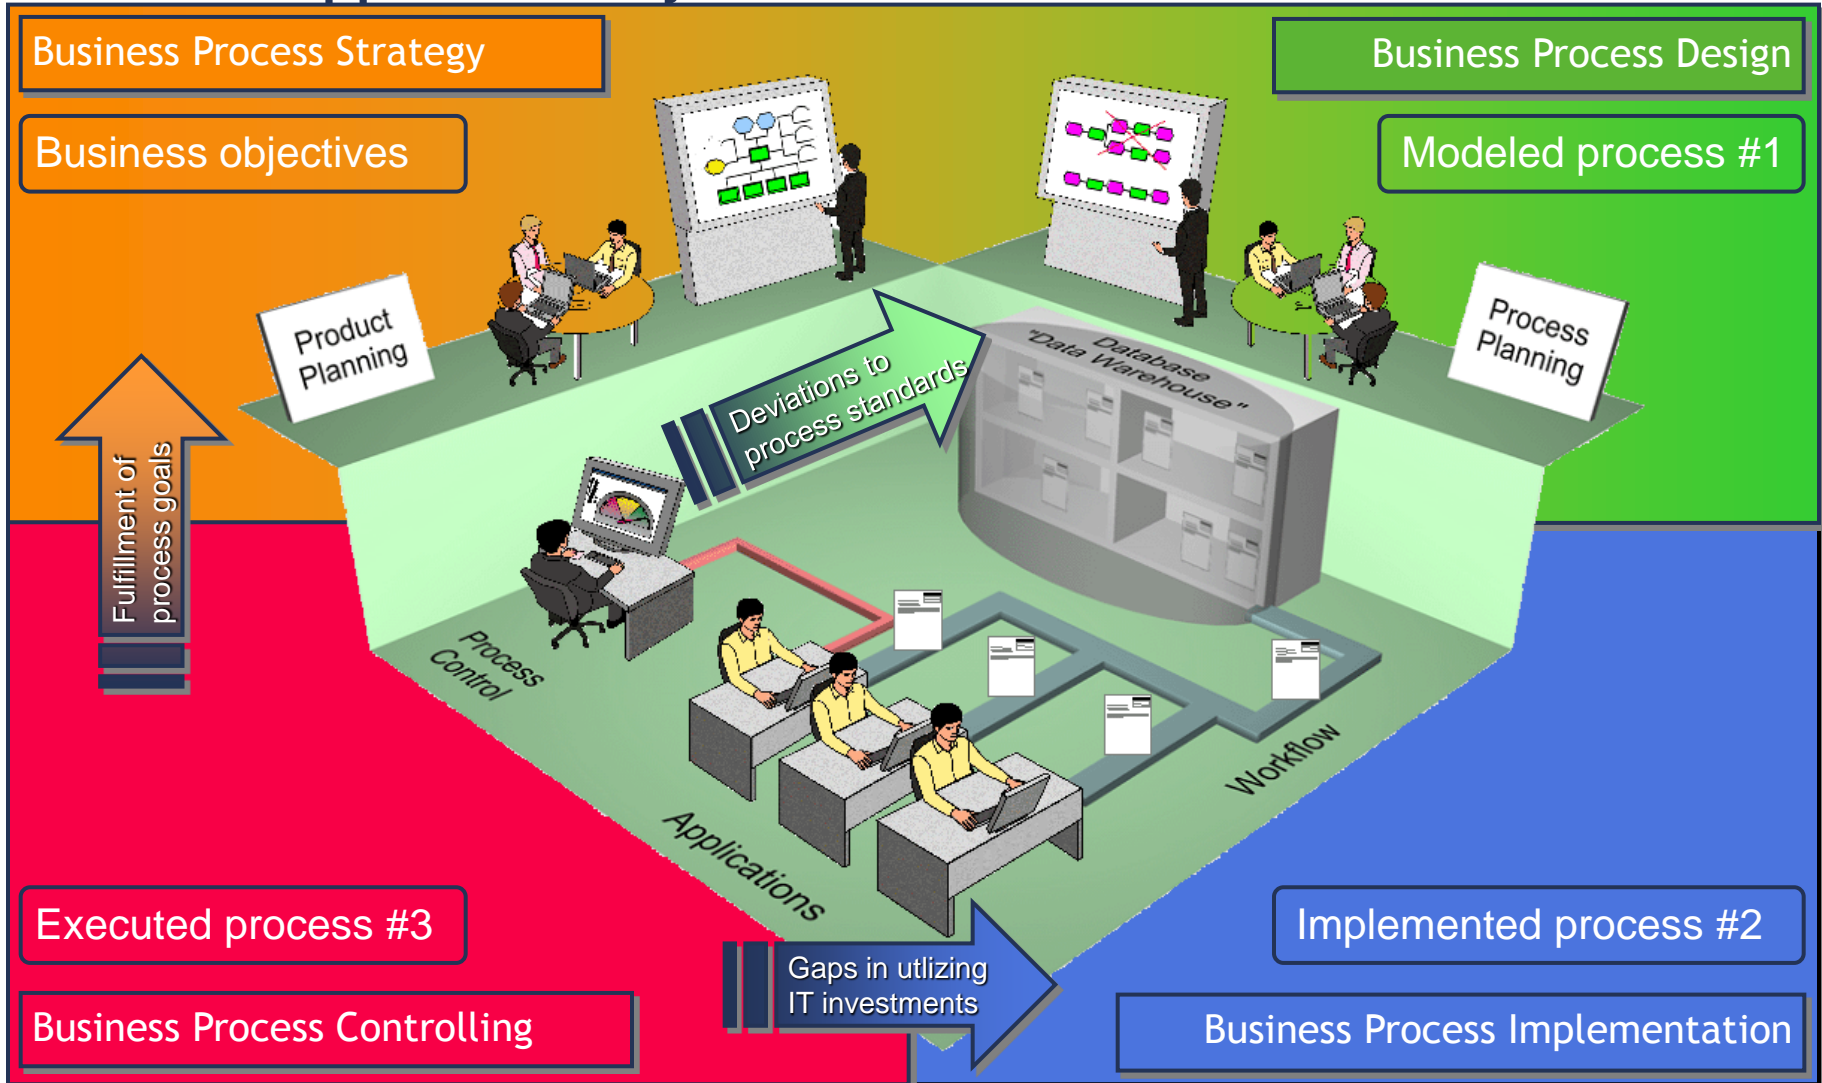 Business Process Strategy
Business Process Design
Business objectives
Modeled process #1
Product
Planning
Process
Planning
"Database
"Data Warehouse"
Deviations to
process standards
Fulfillment of
process goals
Process
Control
Workflow
Applications
Executed process #3
Implemented process #2
Gaps in utlizing
IT investments
Business Process Controlling
Business Process Implementation